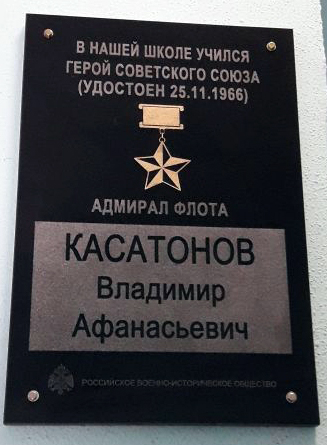 В НАШЕЙ ШКОЛЕ УЧИЛСЯ
ГЕРОЙ СОВЕТСКОГО СОЮЗА
(УДОСТОЕН 25.11.1966)
АДМИРАЛ ФЛОТА
КАСАТОНОВ
Владимир
Афанасьевич
РОССИЙСКОЕ ВОЕННО-ИСТОРИЧЕСКОЕ ОБЩЕСТВО